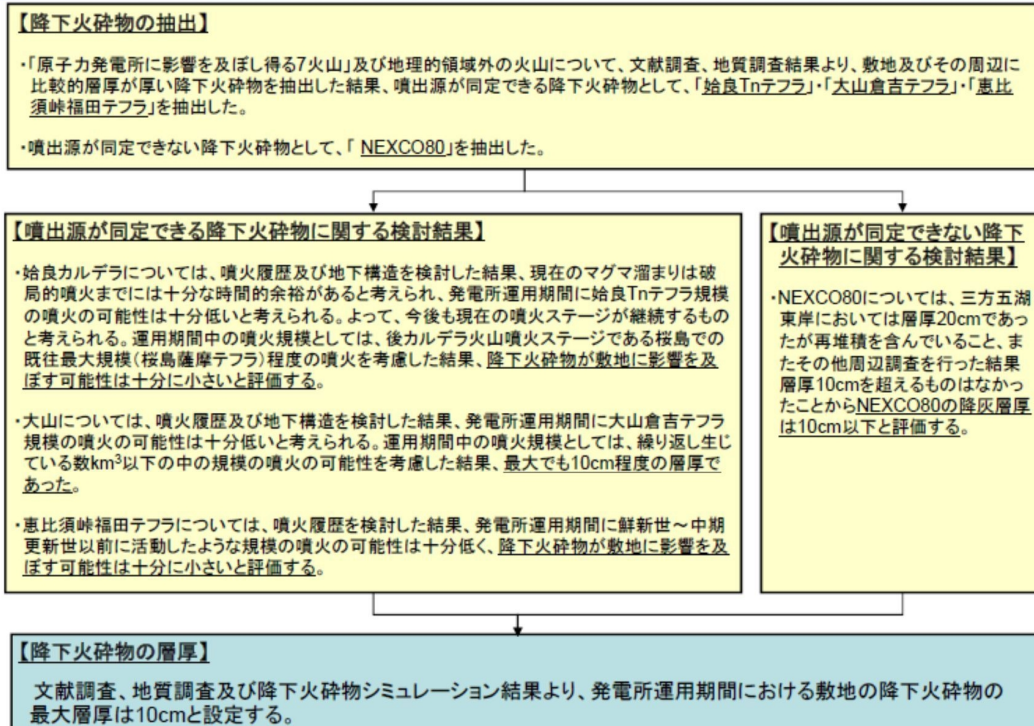 【降下火砕物の抽出】
・「原子力発電所に影響を及ぼし得る7火山」及び地理的領域外の火山について、文献調査、地質調査結果より、敷地及びその周辺に
比較的層厚が厚い降下火砕物を抽出した結果、噴出源が同定できる降下火砕物として、「姶良Tnテフラ」・「大山倉吉テフラ」・「恵比
須峠福田テフラ」を抽出した。
・噴出源が同定できない降下火砕物として、「 NEXCO80」を抽出した。
【噴出源が同定できる降下火砕物に関する検討結果】
・姶良カルデラについては、噴火履歴及び地下構造を検討した結果、現在のマグマ溜まりは破
局的噴火までには十分な時間的余裕があると考えられ、発電所運用期間に姶良Tnテフラ規模
の噴火の可能性は十分低いと考えられる。よって、今後も現在の噴火ステージが継続するもの
と考えられる。運用期間中の噴火規模としては、後カルデラ火山噴火ステージである桜島での
既往最大規模(桜島薩摩テフラ)程度の噴火を考慮した結果、降下火砕物が敷地に影響を及
ぼす可能性は十分に小さいと評価する。
・大山については、噴火履歴及び地下構造を検討した結果、発電所運用期間に大山倉吉テフラ
規模の噴火の可能性は十分低いと考えられる。運用期間中の噴火規模としては、繰り返し生じ
ている数km³以下の中の規模の噴火の可能性を考慮した結果、最大でも10cm程度の層厚で
あった。
・恵比須峠福田テフラについては、噴火履歴を検討した結果、発電所運用期間に鮮新世～中期
更新世以前に活動したような規模の噴火の可能性は十分低く、降下火砕物が敷地に影響を及
ぼす可能性は十分に小さいと評価する。
【噴出源が同定できない降下
火砕物に関する検討結果】
・NEXCO80については、三方五湖
東岸においては層厚20cmであっ
たが再堆積を含んでいること、ま
たその他周辺調査を行った結果
層厚10cmを超えるものはなかっ
たことからNEXCO80の降灰層厚
は10cm以下と評価する。
【降下火砕物の層厚】
文献調査、地質調査及び降下火砕物シミュレーション結果より、発電所運用期間における敷地の降下火砕物の
最大層厚は10cmと設定する。